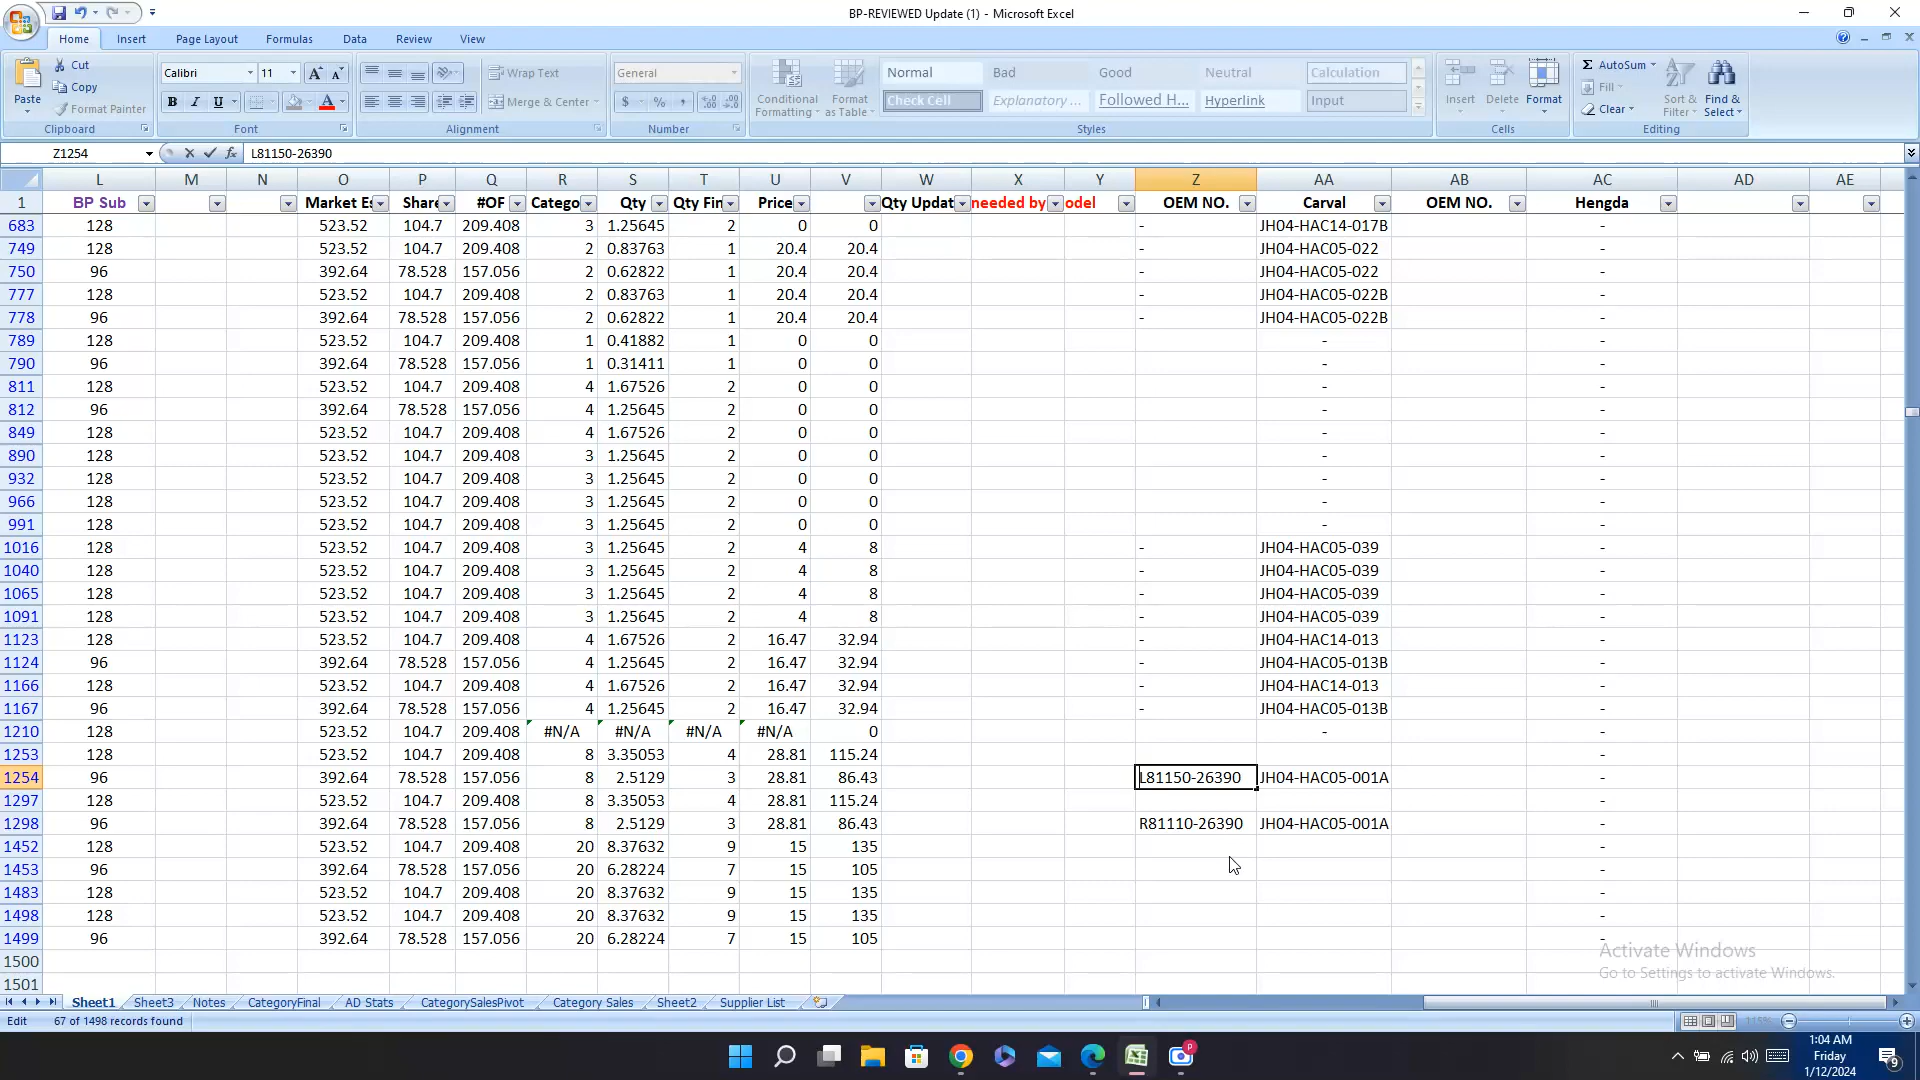 BP-REVIEWED Update (1) - Microsoft Excel
Home Insert Page Layout Formulas Data Review View
Paste Cut Copy Format Painter Clipboard
Calibri 11 B I U Font
Wrap Text Merge & Center Alignment
General $ % , Number
Conditional Formatting Format as Table
Normal Bad Good Neutral Calculation
Check Cell Explanatory ... Followed H... Hyperlink Input
Styles
Insert Delete Format Cells
AutoSum Fill Clear Sort & Filter Find & Select Editing
Z1254 fx L81150-26390
L M N O P Q R S T U V W X Y Z AA AB AC AD AE
1 BP Sub Market Es Share #OF Catego Qty Qty Fin Price Qty Updat needed by odel OEM NO. Carval OEM NO. Hengda
683 128 523.52 104.7 209.408 3 1.25645 2 0 0 - JH04-HAC14-017B -
749 128 523.52 104.7 209.408 2 0.83763 1 20.4 20.4 - JH04-HAC05-022 -
750 96 392.64 78.528 157.056 2 0.62822 1 20.4 20.4 - JH04-HAC05-022 -
777 128 523.52 104.7 209.408 2 0.83763 1 20.4 20.4 - JH04-HAC05-022B -
778 96 392.64 78.528 157.056 2 0.62822 1 20.4 20.4 - JH04-HAC05-022B -
789 128 523.52 104.7 209.408 1 0.41882 1 0 0 - -
790 96 392.64 78.528 157.056 1 0.31411 1 0 0 - -
811 128 523.52 104.7 209.408 4 1.67526 2 0 0 - -
812 96 392.64 78.528 157.056 4 1.25645 2 0 0 - -
849 128 523.52 104.7 209.408 4 1.67526 2 0 0 - -
890 128 523.52 104.7 209.408 3 1.25645 2 0 0 - -
932 128 523.52 104.7 209.408 3 1.25645 2 0 0 - -
966 128 523.52 104.7 209.408 3 1.25645 2 0 0 - -
991 128 523.52 104.7 209.408 3 1.25645 2 0 0 - -
1016 128 523.52 104.7 209.408 3 1.25645 2 4 8 - JH04-HAC05-039 -
1040 128 523.52 104.7 209.408 3 1.25645 2 4 8 - JH04-HAC05-039 -
1065 128 523.52 104.7 209.408 3 1.25645 2 4 8 - JH04-HAC05-039 -
1091 128 523.52 104.7 209.408 3 1.25645 2 4 8 - JH04-HAC05-039 -
1123 128 523.52 104.7 209.408 4 1.67526 2 16.47 32.94 - JH04-HAC14-013 -
1124 96 392.64 78.528 157.056 4 1.25645 2 16.47 32.94 - JH04-HAC05-013B -
1166 128 523.52 104.7 209.408 4 1.67526 2 16.47 32.94 - JH04-HAC14-013 -
1167 96 392.64 78.528 157.056 4 1.25645 2 16.47 32.94 - JH04-HAC05-013B -
1210 128 523.52 104.7 209.408 #N/A #N/A #N/A #N/A 0 - -
1253 128 523.52 104.7 209.408 8 3.35053 4 28.81 115.24 -
1254 96 392.64 78.528 157.056 8 2.5129 3 28.81 86.43 L81150-26390 JH04-HAC05-001A -
1297 128 523.52 104.7 209.408 8 3.35053 4 28.81 115.24 -
1298 96 392.64 78.528 157.056 8 2.5129 3 28.81 86.43 R81110-26390 JH04-HAC05-001A -
1452 128 523.52 104.7 209.408 20 8.37632 9 15 135 -
1453 96 392.64 78.528 157.056 20 6.28224 7 15 105 -
1483 128 523.52 104.7 209.408 20 8.37632 9 15 135 -
1498 128 523.52 104.7 209.408 20 8.37632 9 15 135 -
1499 96 392.64 78.528 157.056 20 6.28224 7 15 105 -
1500
1501
Activate Windows
Go to Settings to activate Windows.
Sheet1 Sheet3 Notes CategoryFinal AD Stats CategorySalesPivot Category Sales Sheet2 Supplier List
Edit 67 of 1498 records found 115%
1:04 AM
Friday
1/12/2024
9